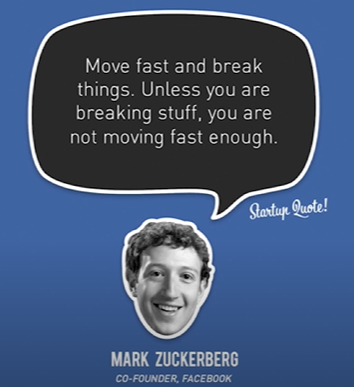 Move fast and break
things. Unless you are
breaking stuff, you are
not moving fast enough.
Startup Quote!
MARK ZUCKERBERG
CO-FOUNDER, FACEBOOK